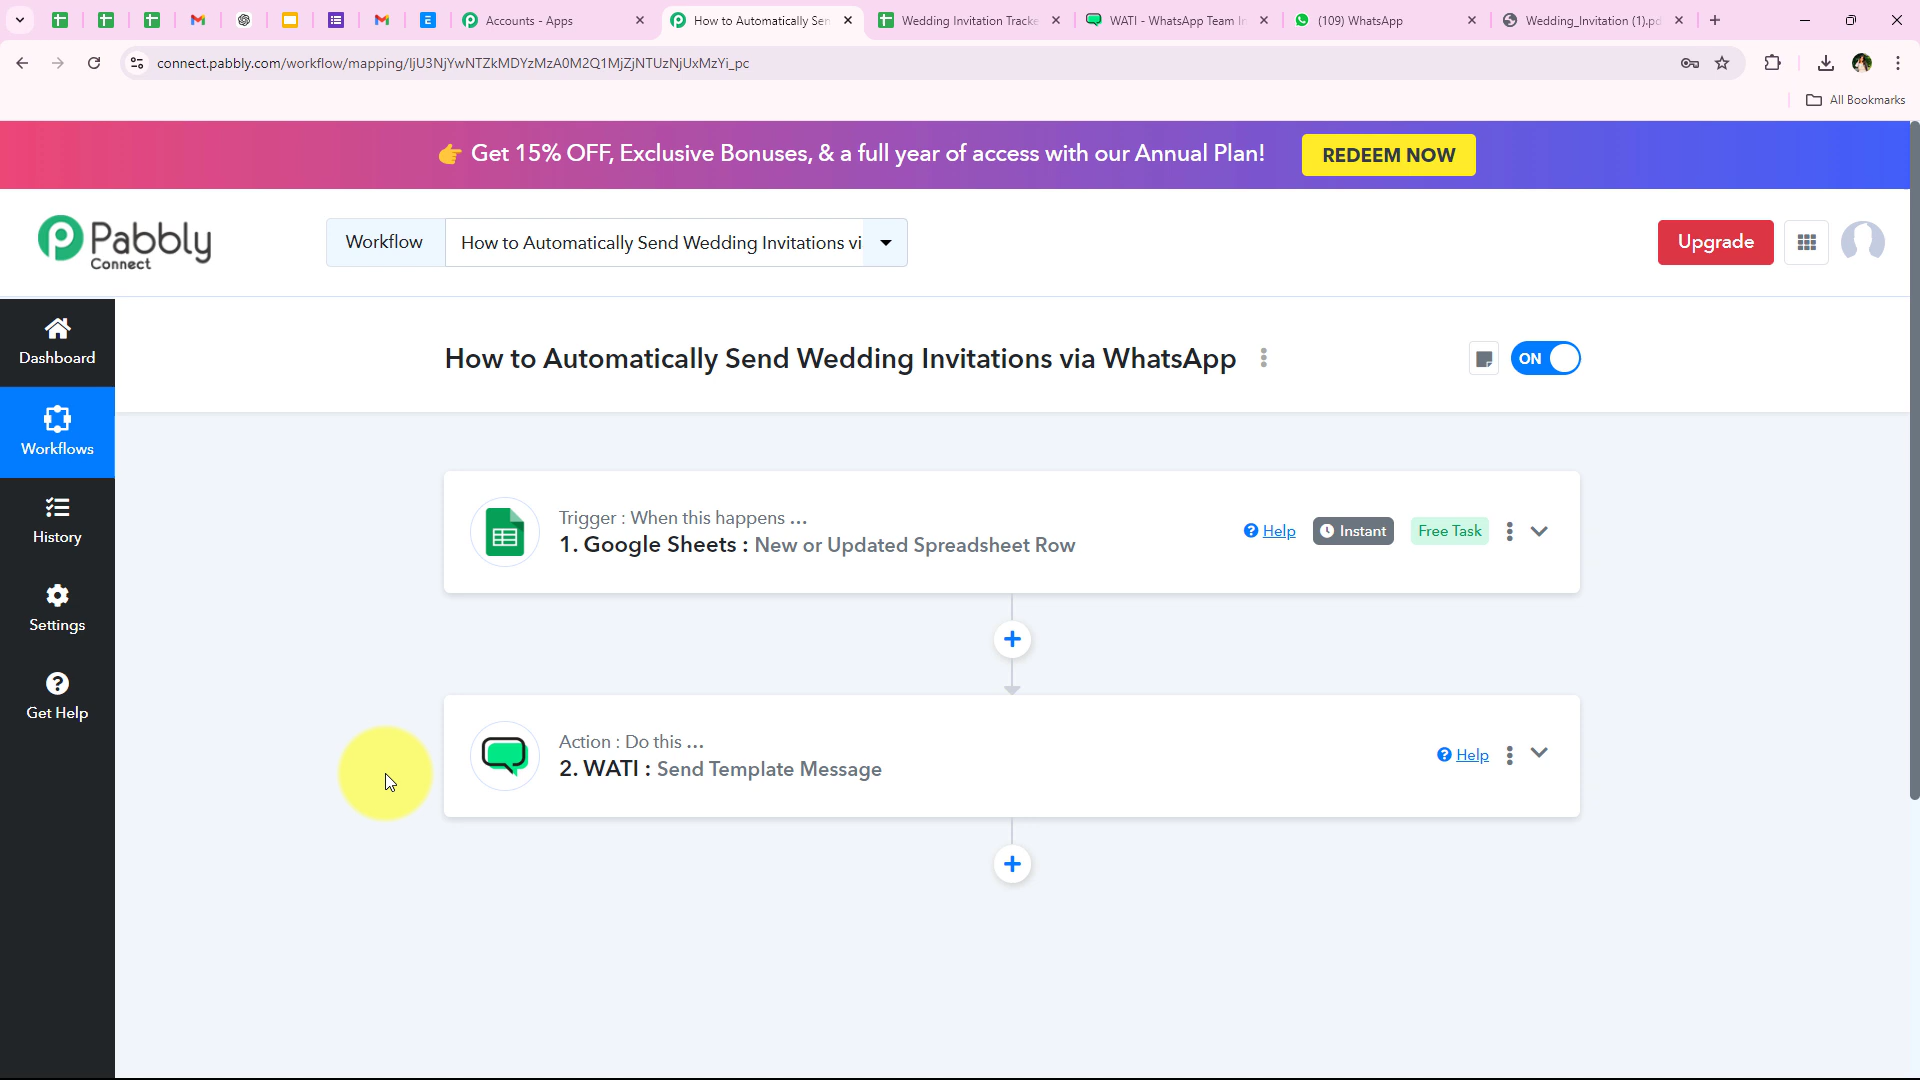 Accounts - Apps
How to Automatically Sen
Wedding Invitation Tracke
WATI - WhatsApp Team In
(109) WhatsApp
Wedding_Invitation (1).pd
connect.pabbly.com/workflow/mapping/IjU3NjYwNTZkMDYzMzA0M2Q1MjZjNTUzNjUxMzYi_pc
All Bookmarks
Get 15% OFF, Exclusive Bonuses, & a full year of access with our Annual Plan!
REDEEM NOW
Pabbly
Connect
Workflow
How to Automatically Send Wedding Invitations vi
Upgrade
Dashboard
How to Automatically Send Wedding Invitations via WhatsApp
ON
Workflows
History
Settings
Get Help
Trigger : When this happens ...
1. Google Sheets : New or Updated Spreadsheet Row
Help
Instant
Free Task
Action : Do this ...
2. WATI : Send Template Message
Help